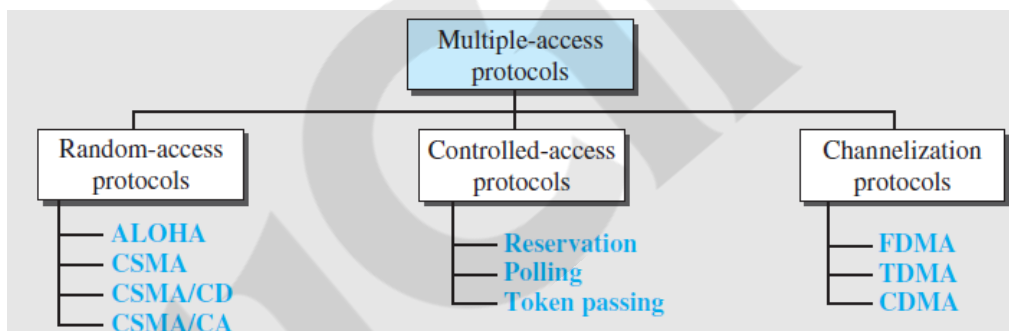 Multiple-access
protocols
Random-access
protocols
Controlled-access
protocols
Channelization
protocols
ALOHA
CSMA
CSMA/CD
CSMA/CA
Reservation
Polling
Token passing
FDMA
TDMA
CDMA